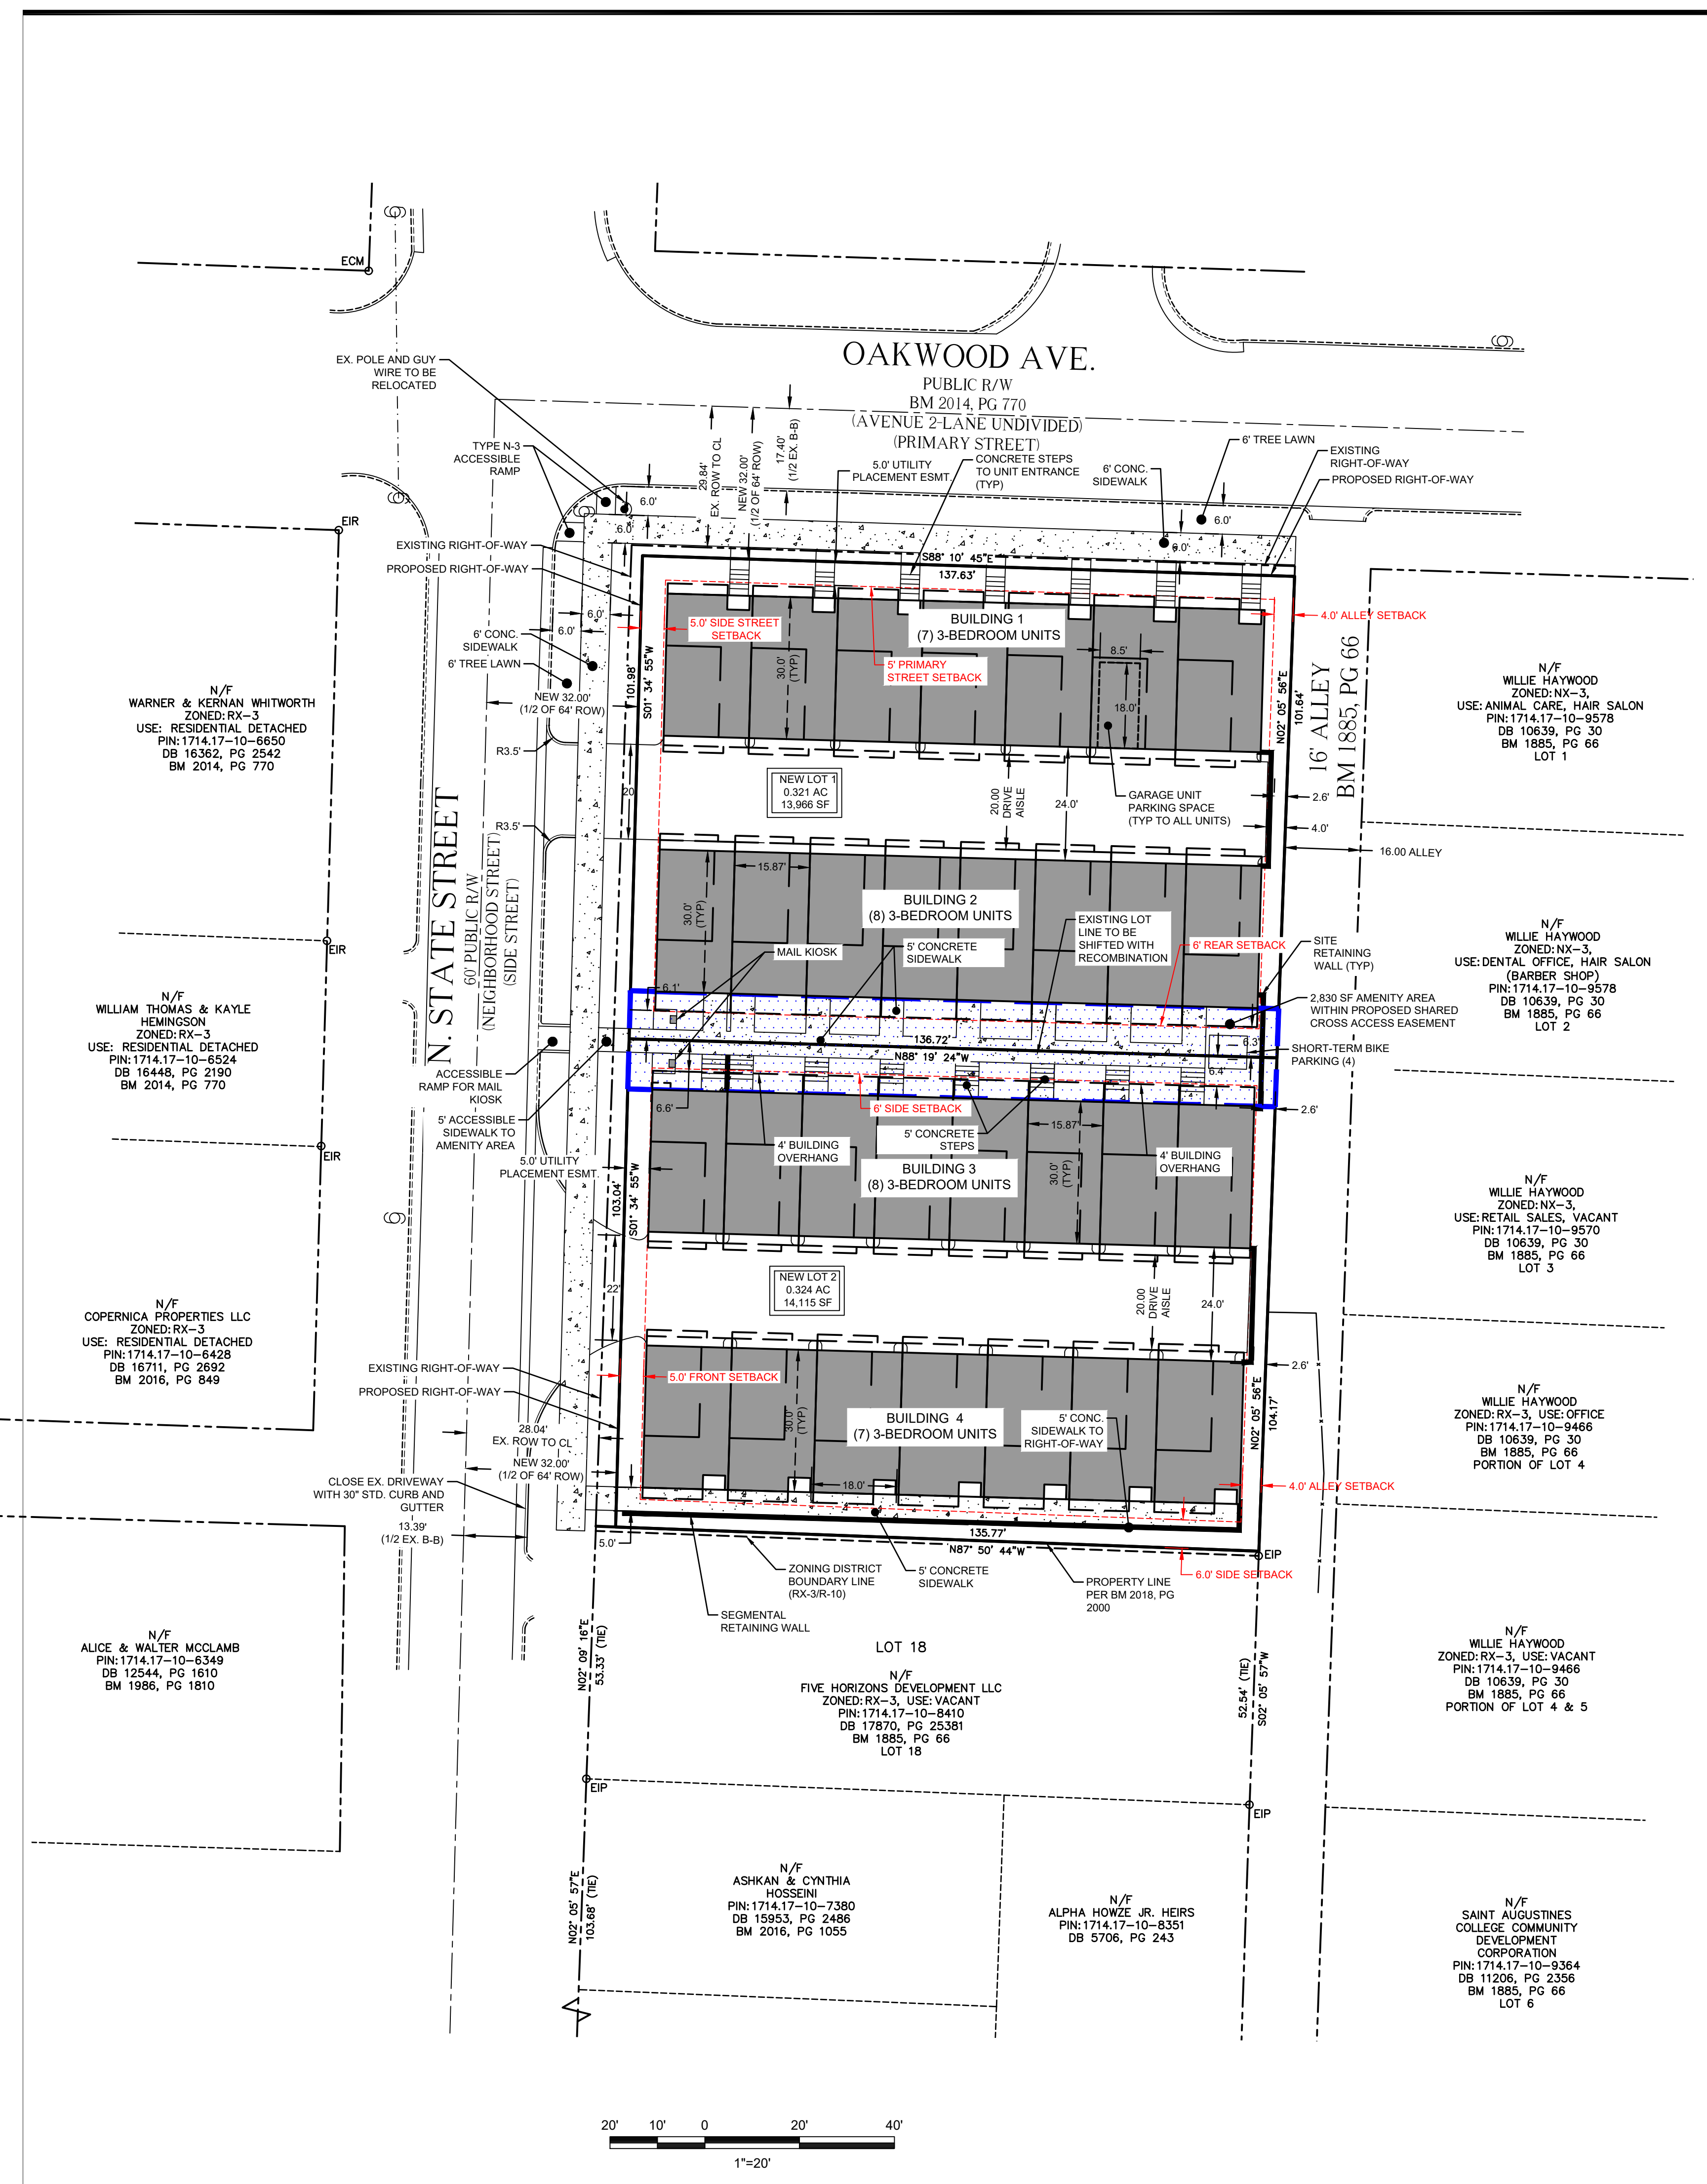 ECM
OAKWOOD AVE.
PUBLIC R/W
BM 2014, PG 770
(AVENUE 2-LANE UNDIVIDED)
(PRIMARY STREET)
EX. POLE AND GUY
WIRE TO BE
RELOCATED
TYPE N-3
ACCESSIBLE
RAMP
29.84'
EX. ROW TO CL
NEW 32.00'
(1/2 OF 64' ROW)
17.40'
(1/2 EX. B-B)
5.0' UTILITY
PLACEMENT ESMT.
CONCRETE STEPS
TO UNIT ENTRANCE
(TYP)
6' CONC.
SIDEWALK
6' TREE LAWN
EXISTING
RIGHT-OF-WAY
PROPOSED RIGHT-OF-WAY
EIR
6.0'
6.0'
6.0'
6.0'
EXISTING RIGHT-OF-WAY
PROPOSED RIGHT-OF-WAY
S88° 10' 45"E
137.63'
6.0'
6.0'
5.0' SIDE STREET
SETBACK
BUILDING 1
(7) 3-BEDROOM UNITS
4.0' ALLEY SETBACK
6' CONC.
SIDEWALK
6' TREE LAWN
NEW 32.00'
(1/2 OF 64' ROW)
101.98'
S01° 34' 55"W
30.0'
(TYP)
5' PRIMARY
STREET SETBACK
8.5'
18.0'
N02° 05' 56"E
101.64'
16' ALLEY
BM 1885, PG 66
N/F
WARNER & KERNAN WHITWORTH
ZONED: RX-3
USE: RESIDENTIAL DETACHED
PIN: 1714.17-10-6650
DB 16362, PG 2542
BM 2014, PG 770
N/F
WILLIE HAYWOOD
ZONED: NX-3,
USE: ANIMAL CARE, HAIR SALON
PIN: 1714.17-10-9578
DB 10639, PG 30
BM 1885, PG 66
LOT 1
R3.5'
R3.5'
20'
NEW LOT 1
0.321 AC
13,966 SF
20.00
DRIVE
AISLE
24.0'
GARAGE UNIT
PARKING SPACE
(TYP TO ALL UNITS)
2.6'
4.0'
16.00 ALLEY
N. STATE STREET
60' PUBLIC R/W
(NEIGHBORHOOD STREET)
(SIDE STREET)
15.87'
30.0'
(TYP)
BUILDING 2
(8) 3-BEDROOM UNITS
EXISTING LOT
LINE TO BE
SHIFTED WITH
RECOMBINATION
MAIL KIOSK
5' CONCRETE
SIDEWALK
6' REAR SETBACK
SITE
RETAINING
WALL (TYP)
EIR
N/F
WILLIE HAYWOOD
ZONED: NX-3,
USE: DENTAL OFFICE, HAIR SALON
(BARBER SHOP)
PIN: 1714.17-10-9578
DB 10639, PG 30
BM 1885, PG 66
LOT 2
N/F
WILLIAM THOMAS & KAYLE
HEMINGSON
ZONED: RX-3
USE: RESIDENTIAL DETACHED
PIN: 1714.17-10-6524
DB 16448, PG 2190
BM 2014, PG 770
6.1'
2,830 SF AMENITY AREA
WITHIN PROPOSED SHARED
CROSS ACCESS EASEMENT
136.72'
N88° 19' 24"W
6.3'
SHORT-TERM BIKE
PARKING (4)
6.4'
ACCESSIBLE
RAMP FOR MAIL
KIOSK
5' ACCESSIBLE
SIDEWALK TO
AMENITY AREA
6.6'
6' SIDE SETBACK
2.6'
5.0' UTILITY
PLACEMENT ESMT.
4' BUILDING
OVERHANG
5' CONCRETE
STEPS
15.87'
4' BUILDING
OVERHANG
BUILDING 3
(8) 3-BEDROOM UNITS
30.0'
(TYP)
EIR
103.04'
S01° 34' 55"W
N/F
WILLIE HAYWOOD
ZONED: NX-3,
USE: RETAIL SALES, VACANT
PIN: 1714.17-10-9570
DB 10639, PG 30
BM 1885, PG 66
LOT 3
22'
NEW LOT 2
0.324 AC
14,115 SF
20.00
DRIVE
AISLE
24.0'
N/F
COPERNICA PROPERTIES LLC
ZONED: RX-3
USE: RESIDENTIAL DETACHED
PIN: 1714.17-10-6428
DB 16711, PG 2692
BM 2016, PG 849
EXISTING RIGHT-OF-WAY
PROPOSED RIGHT-OF-WAY
5.0' FRONT SETBACK
2.6'
N02° 05' 56"E
104.17'
28.04'
EX. ROW TO CL
NEW 32.00'
(1/2 OF 64' ROW)
30.0'
(TYP)
BUILDING 4
(7) 3-BEDROOM UNITS
5' CONC.
SIDEWALK TO
RIGHT-OF-WAY
N/F
WILLIE HAYWOOD
ZONED: RX-3, USE: OFFICE
PIN: 1714.17-10-9466
DB 10639, PG 30
BM 1885, PG 66
PORTION OF LOT 4
CLOSE EX. DRIVEWAY
WITH 30" STD. CURB AND
GUTTER
13.39'
(1/2 EX. B-B)
18.0'
4.0' ALLEY SETBACK
5.0'
135.77'
N87° 50' 44"W
EIP
ZONING DISTRICT
BOUNDARY LINE
(RX-3/R-10)
5' CONCRETE
SIDEWALK
PROPERTY LINE
PER BM 2018, PG
2000
6.0' SIDE SETBACK
SEGMENTAL
RETAINING WALL
N02° 09' 16"E
53.33' (TIE)
LOT 18
N/F
FIVE HORIZONS DEVELOPMENT LLC
ZONED: RX-3, USE: VACANT
PIN: 1714.17-10-8410
DB 17870, PG 25381
BM 1885, PG 66
LOT 18
52.54' (TIE)
S02° 05' 57"W
N/F
ALICE & WALTER MCCLAMB
PIN: 1714.17-10-6349
DB 12544, PG 1610
BM 1986, PG 1810
N/F
WILLIE HAYWOOD
ZONED: RX-3, USE: VACANT
PIN: 1714.17-10-9466
DB 10639, PG 30
BM 1885, PG 66
PORTION OF LOT 4 & 5
EIP
EIP
N02° 05' 57"E
103.68' (TIE)
N/F
ASHKAN & CYNTHIA
HOSSEINI
PIN: 1714.17-10-7380
DB 15953, PG 2486
BM 2016, PG 1055
N/F
ALPHA HOWZE JR. HEIRS
PIN: 1714.17-10-8351
DB 5706, PG 243
N/F
SAINT AUGUSTINES
COLLEGE COMMUNITY
DEVELOPMENT
CORPORATION
PIN: 1714.17-10-9364
DB 11206, PG 2356
BM 1885, PG 66
LOT 6
20' 10' 0 20' 40'
1"=20'